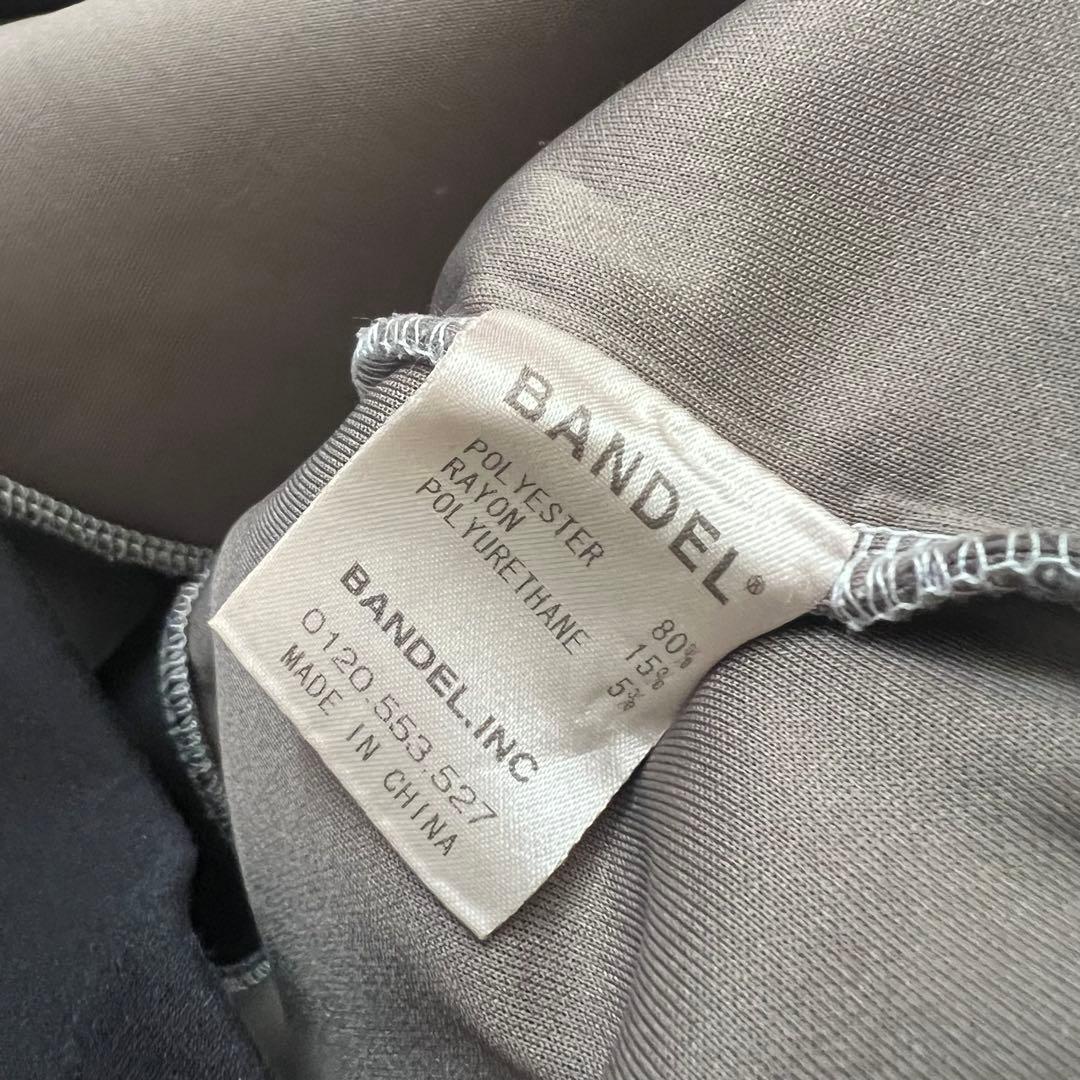 BANDEL®
POLYESTER 80%
RAYON 15%
POLYURETHANE 5%
BANDEL.INC
0120.553.527
MADE IN CHINA